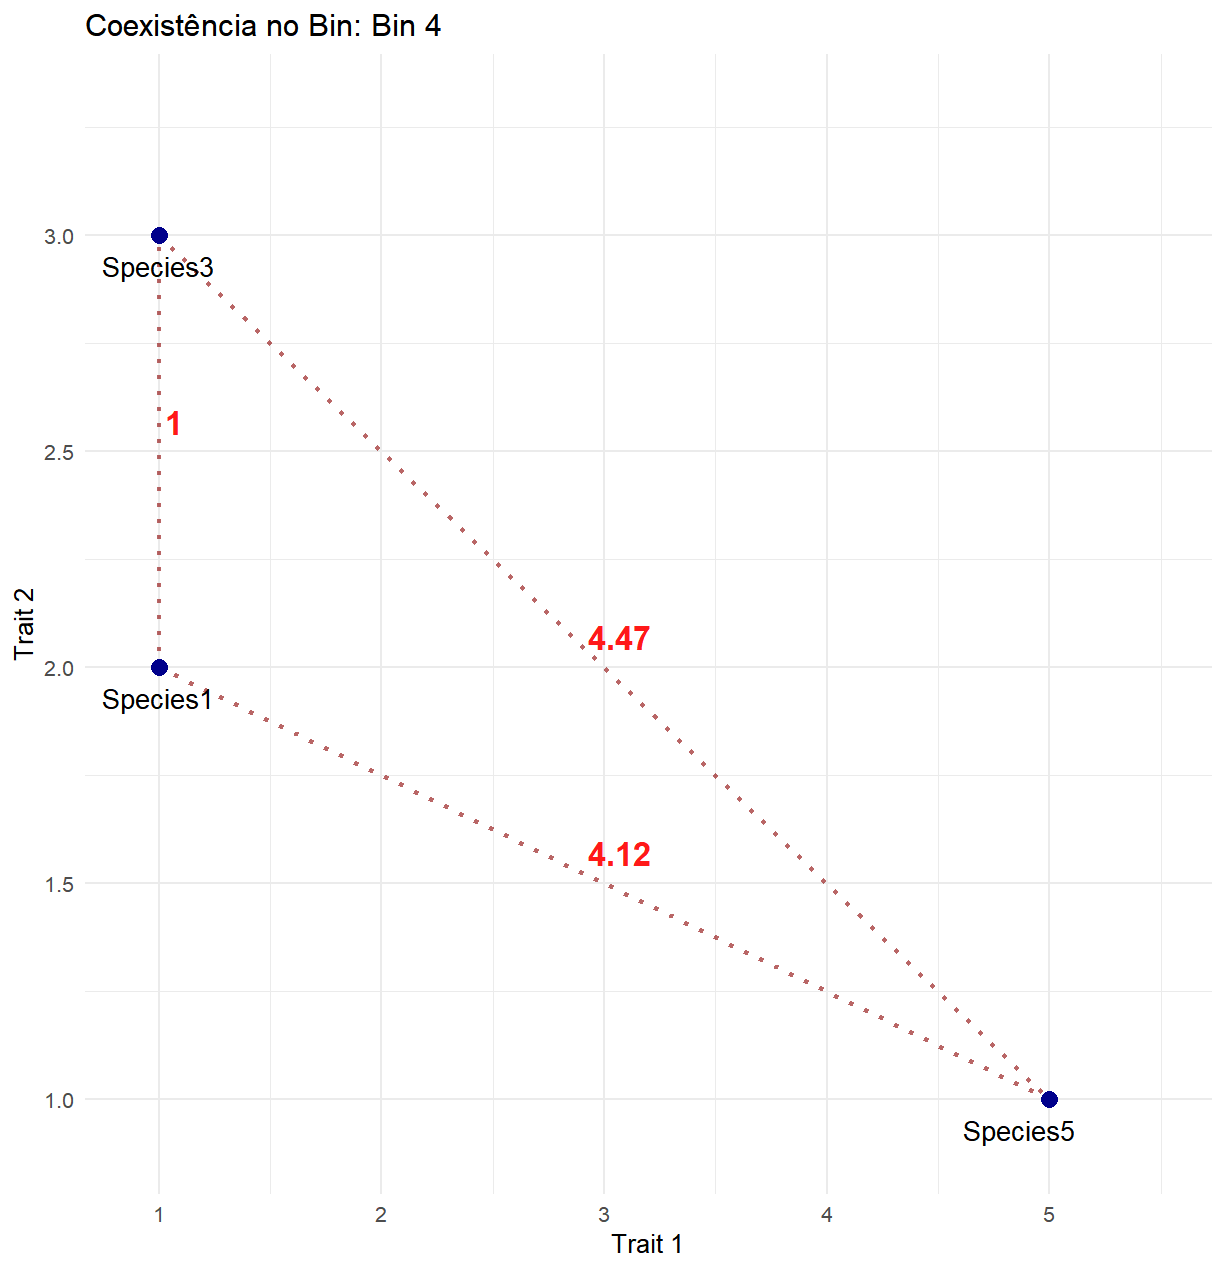 Coexistência no Bin: Bin 4
3.0
Species3
1
2.5
Trait 2
4.47
2.0
Species1
4.12
1.5
1.0
Species5
1 2 3 4 5
Trait 1